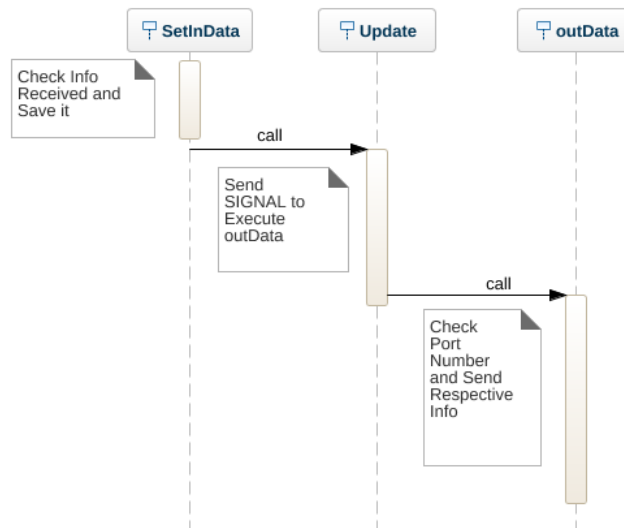 SetInData
Update
outData
Check Info
Received and
Save it
call
Send
SIGNAL to
Execute
outData
call
Check
Port
Number
and Send
Respective
Info